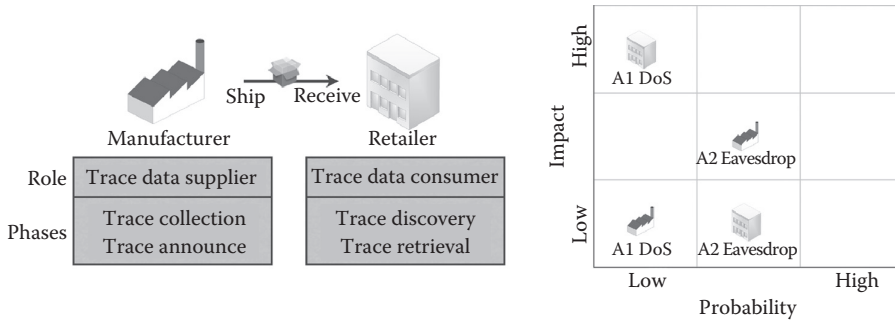 Ship
Receive
Manufacturer
Retailer
Role
Trace data supplier
Trace data consumer
Phases
Trace collection
Trace announce
Trace discovery
Trace retrieval
Impact
High
Low
A1 DoS
A2 Eavesdrop
A1 DoS
A2 Eavesdrop
Low
High
Probability